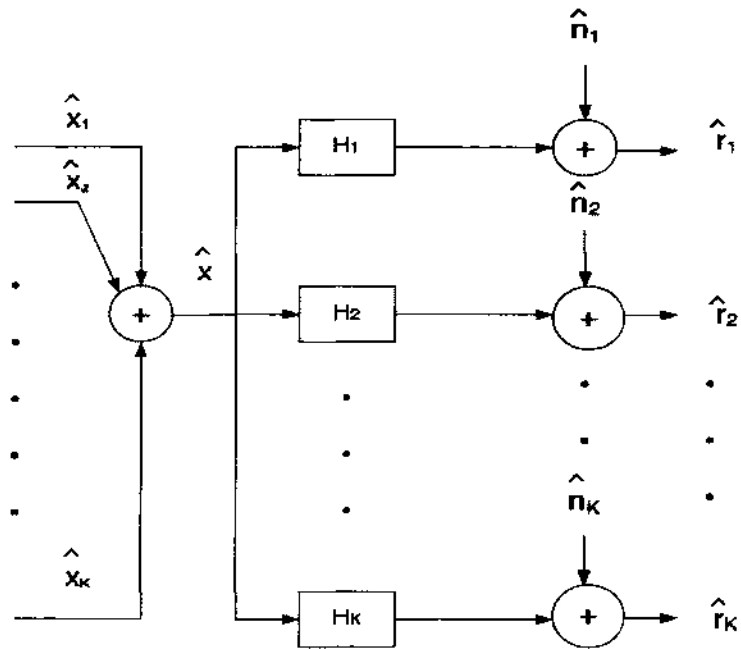 n̂₁
x̂₁
H₁
+
r̂₁
x̂₂
n̂₂
x̂
+
H₂
+
r̂₂
n̂K
x̂K
HK
+
r̂K